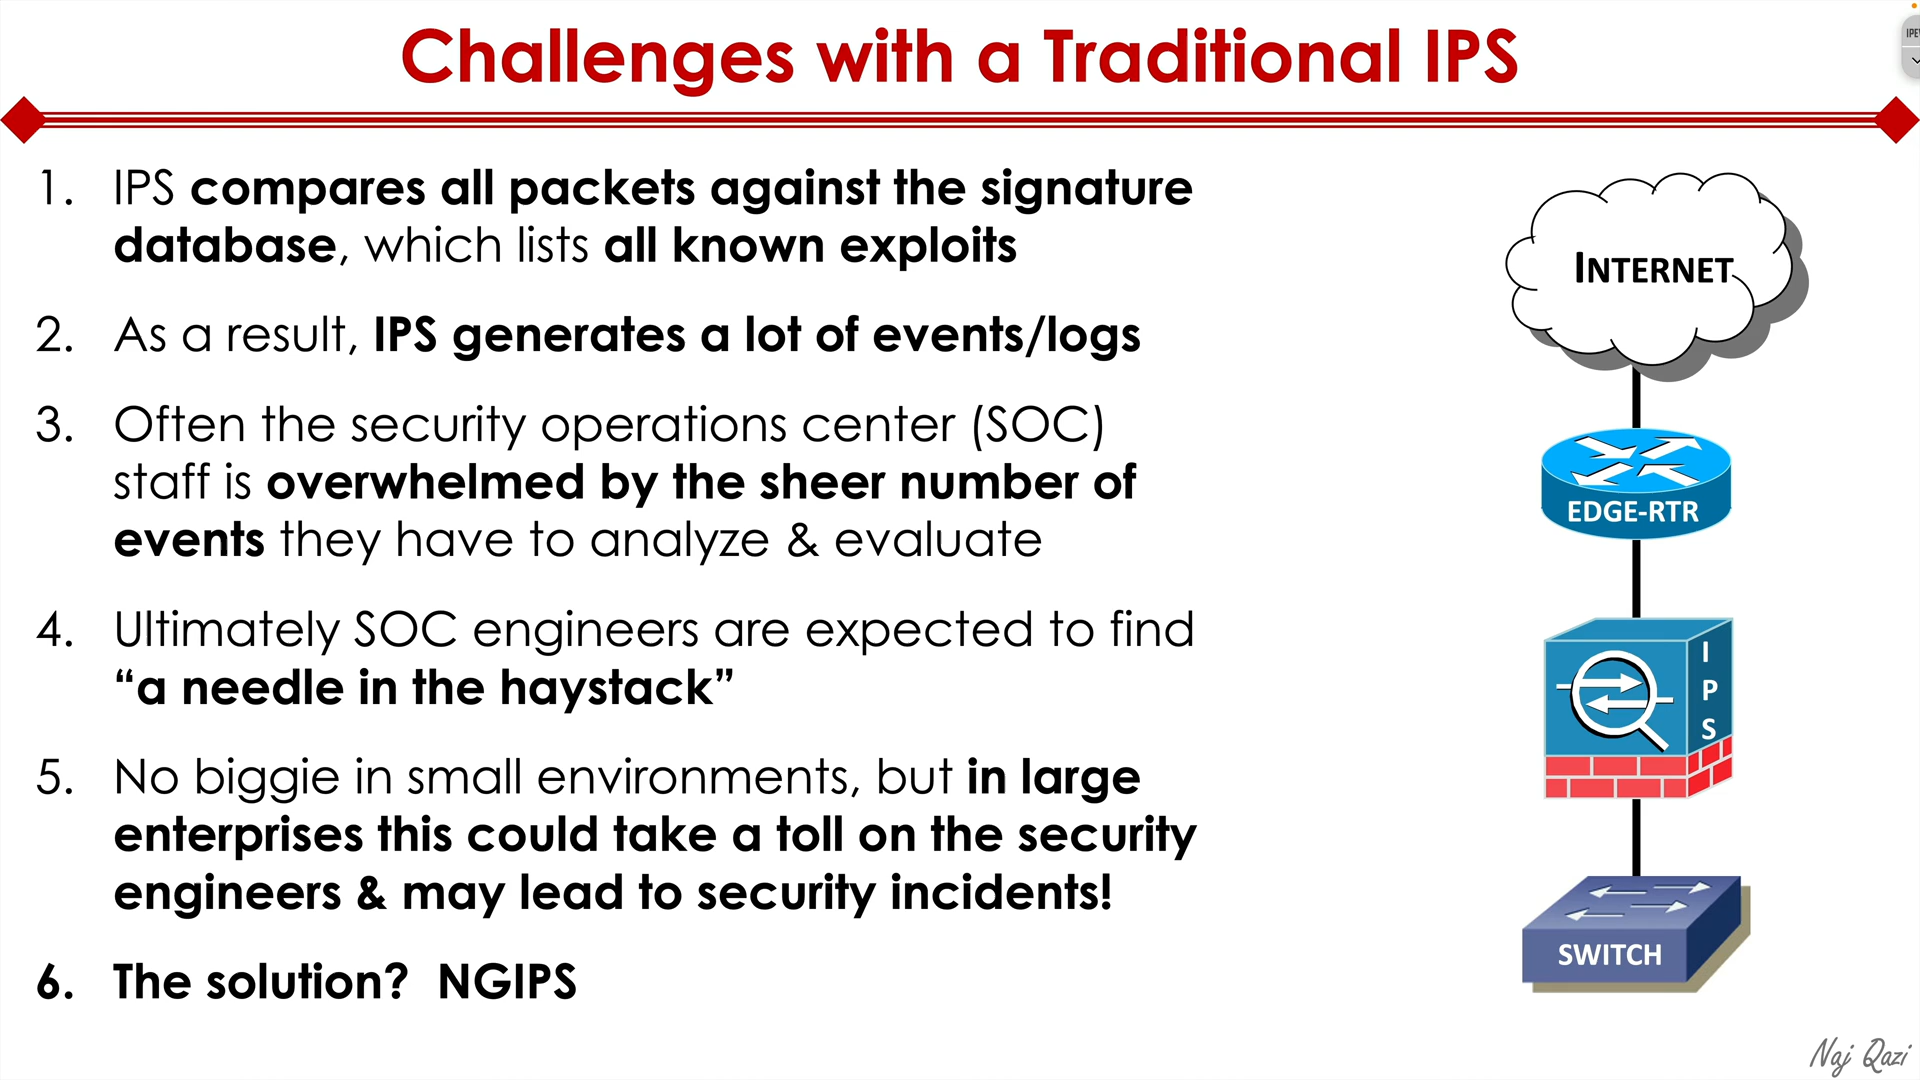 Challenges with a Traditional IPS
1. IPS compares all packets against the signature
database, which lists all known exploits
2. As a result, IPS generates a lot of events/logs
3. Often the security operations center (SOC)
staff is overwhelmed by the sheer number of
events they have to analyze & evaluate
4. Ultimately SOC engineers are expected to find
“a needle in the haystack”
5. No biggie in small environments, but in large
enterprises this could take a toll on the security
engineers & may lead to security incidents!
6. The solution? NGIPS
INTERNET
EDGE-RTR
IPS
SWITCH
Naj Qazi